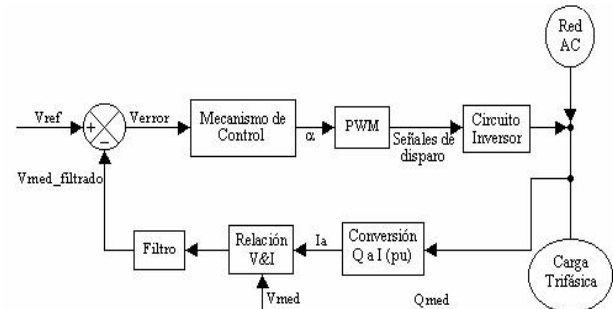 Red
AC
Vref
+
−
Verror
Mecanismo de
Control
α
PWM
Señales de
disparo
Circuito
Inversor
Vmed_filtrado
Filtro
Relación
V&I
Ia
Conversión
Q a I (pu)
Carga
Trifásica
Vmed
Qmed